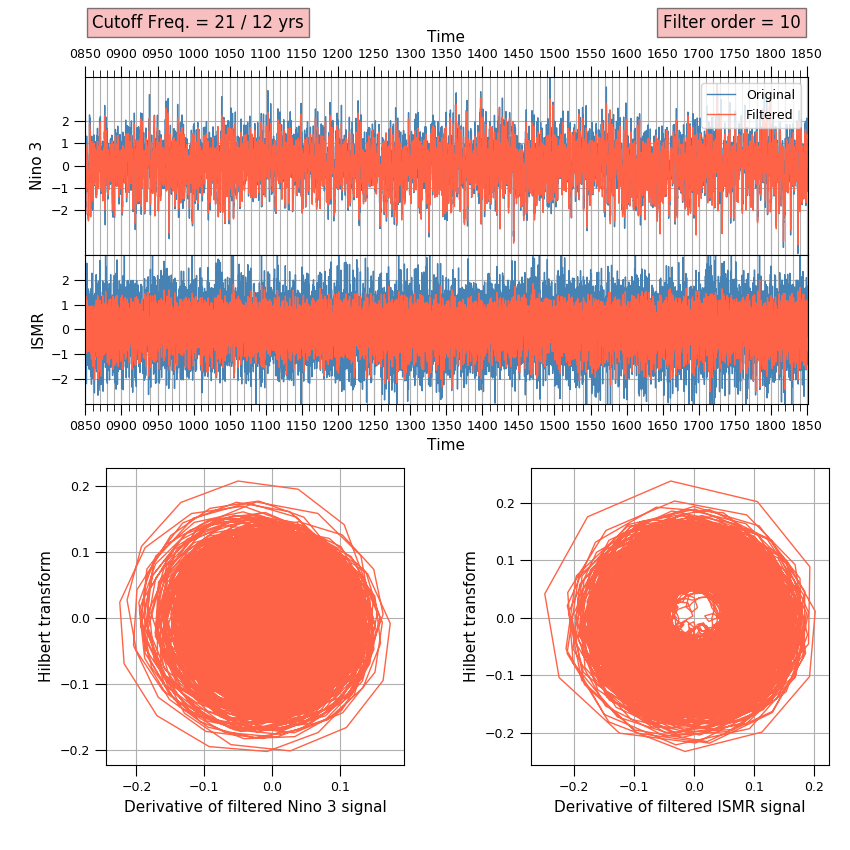 Cutoff Freq. = 21 / 12 yrs
Filter order = 10
Time
0850 0900 0950 1000 1050 1100 1150 1200 1250 1300 1350 1400 1450 1500 1550 1600 1650 1700 1750 1800 1850
Original
Filtered
Nino 3
2
1
0
−1
−2
ISMR
2
1
0
−1
−2
0850 0900 0950 1000 1050 1100 1150 1200 1250 1300 1350 1400 1450 1500 1550 1600 1650 1700 1750 1800 1850
Time
Hilbert transform
0.2
0.1
0.0
−0.1
−0.2
−0.2 −0.1 0.0 0.1
Derivative of filtered Nino 3 signal
Hilbert transform
0.2
0.1
0.0
−0.1
−0.2
−0.2 −0.1 0.0 0.1 0.2
Derivative of filtered ISMR signal